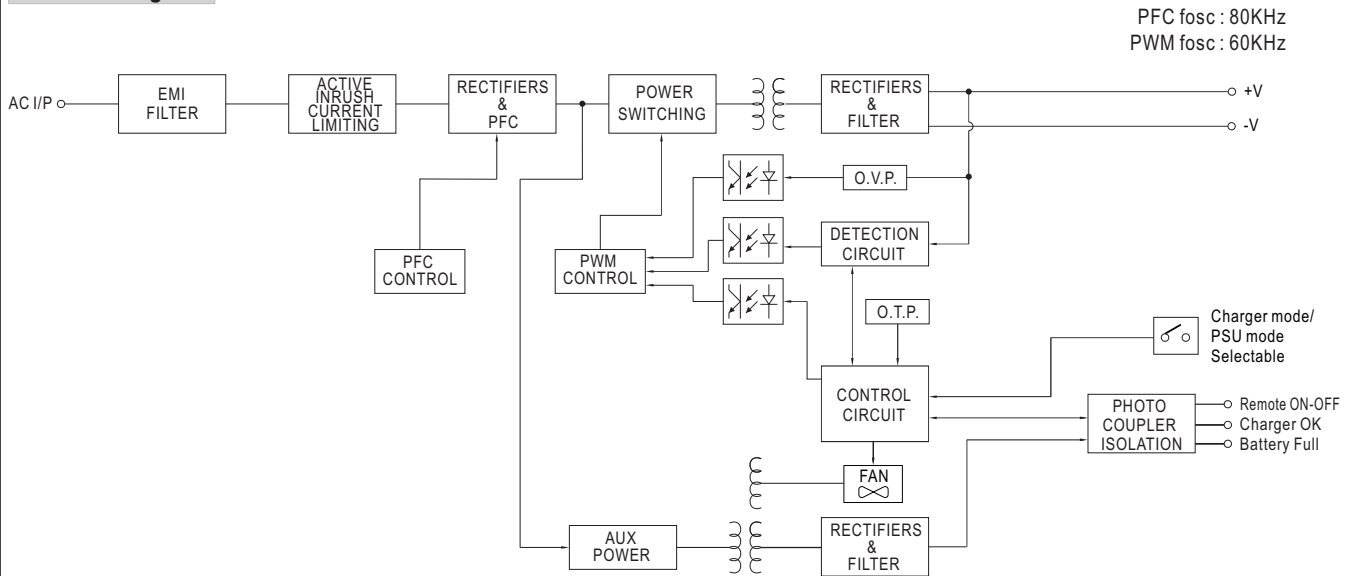 PFC fosc : 80KHz
PWM fosc : 60KHz
AC I/P
EMI
FILTER
ACTIVE
INRUSH
CURRENT
LIMITING
RECTIFIERS
&
PFC
POWER
SWITCHING
RECTIFIERS
&
FILTER
+V
-V
O.V.P.
DETECTION
CIRCUIT
PFC
CONTROL
PWM
CONTROL
O.T.P.
Charger mode/
PSU mode
Selectable
CONTROL
CIRCUIT
PHOTO
COUPLER
ISOLATION
Remote ON-OFF
Charger OK
Battery Full
FAN
AUX
POWER
RECTIFIERS
&
FILTER